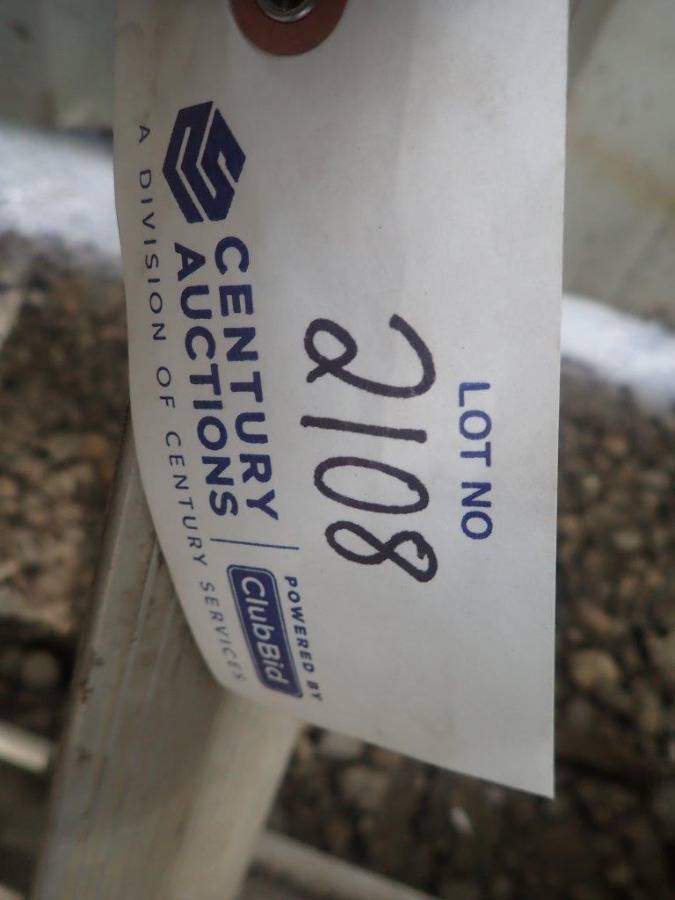 LOT NO
2108
CENTURY
AUCTIONS
POWERED BY
ClubBid
A DIVISION OF CENTURY SERVICES